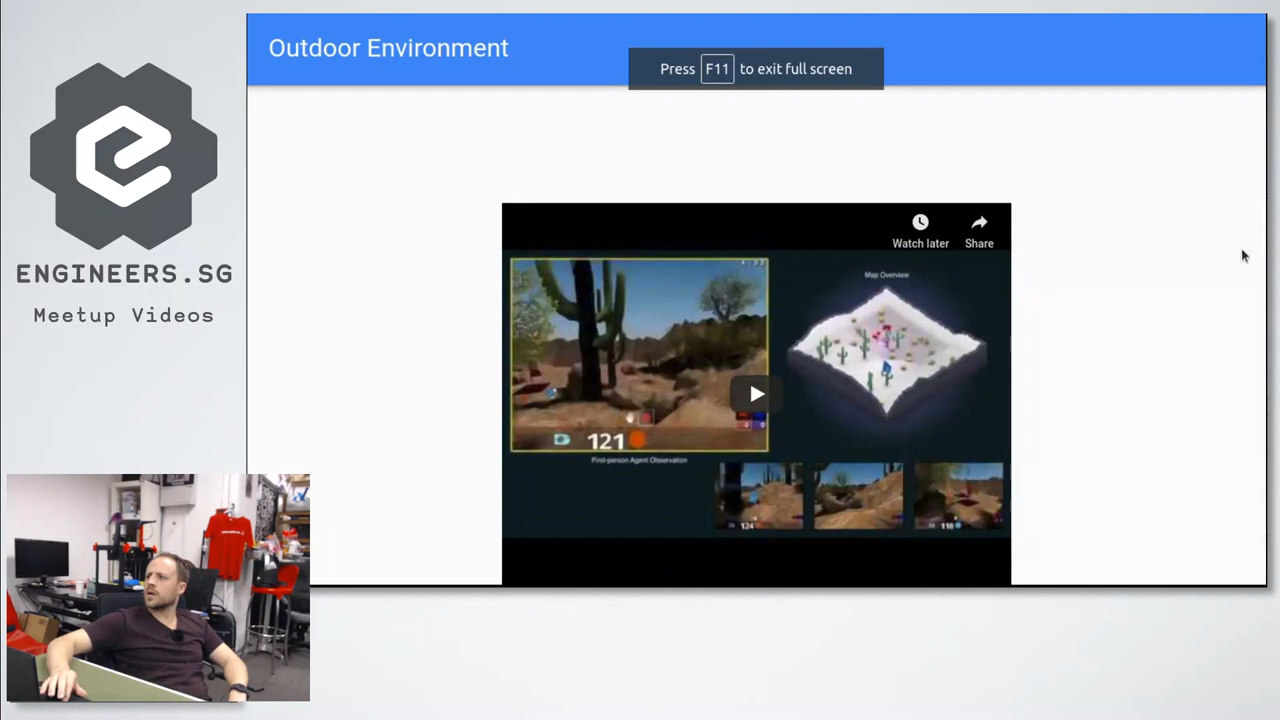 Outdoor Environment
Press F11 to exit full screen
ENGINEERS.SG
Meetup Videos
Watch later
Share
Map Overview
121
First-person Agent Observation
124
118